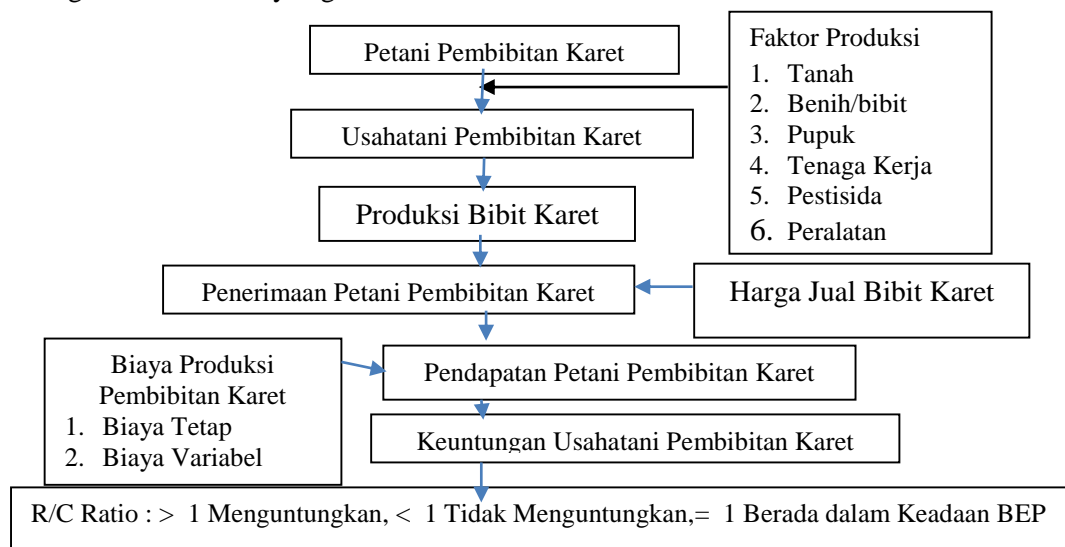 Petani Pembibitan Karet
Faktor Produksi
1. Tanah
2. Benih/bibit
3. Pupuk
4. Tenaga Kerja
5. Pestisida
6. Peralatan
Usahatani Pembibitan Karet
Produksi Bibit Karet
Penerimaan Petani Pembibitan Karet
Harga Jual Bibit Karet
Biaya Produksi
Pembibitan Karet
1. Biaya Tetap
2. Biaya Variabel
Pendapatan Petani Pembibitan Karet
Keuntungan Usahatani Pembibitan Karet
R/C Ratio : > 1 Menguntungkan, < 1 Tidak Menguntungkan,= 1 Berada dalam Keadaan BEP